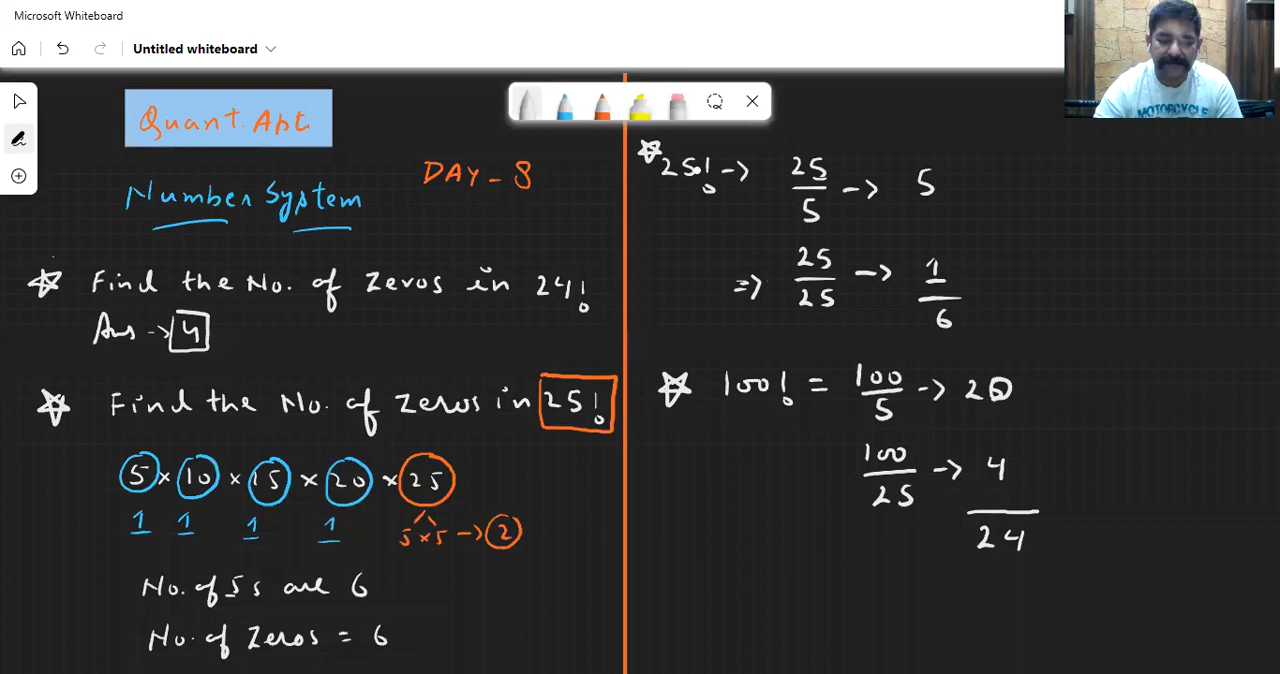 Microsoft Whiteboard
Untitled whiteboard
Quant. Apt.
Number System
DAY - 8
☆ Find the No. of Zeros in 24!
Ans → 4
☆ Find the No. of Zeros in 25!
5 × 10 × 15 × 20 × 25
1 1 1 1 5 × 5 → 2
No. of 5s are 6
No. of Zeros = 6
☆ 25! → 25/5 → 5
⇒ 25/25 → 1
6
☆ 100! = 100/5 → 20
100/25 → 4
24
MOTORCYCLE